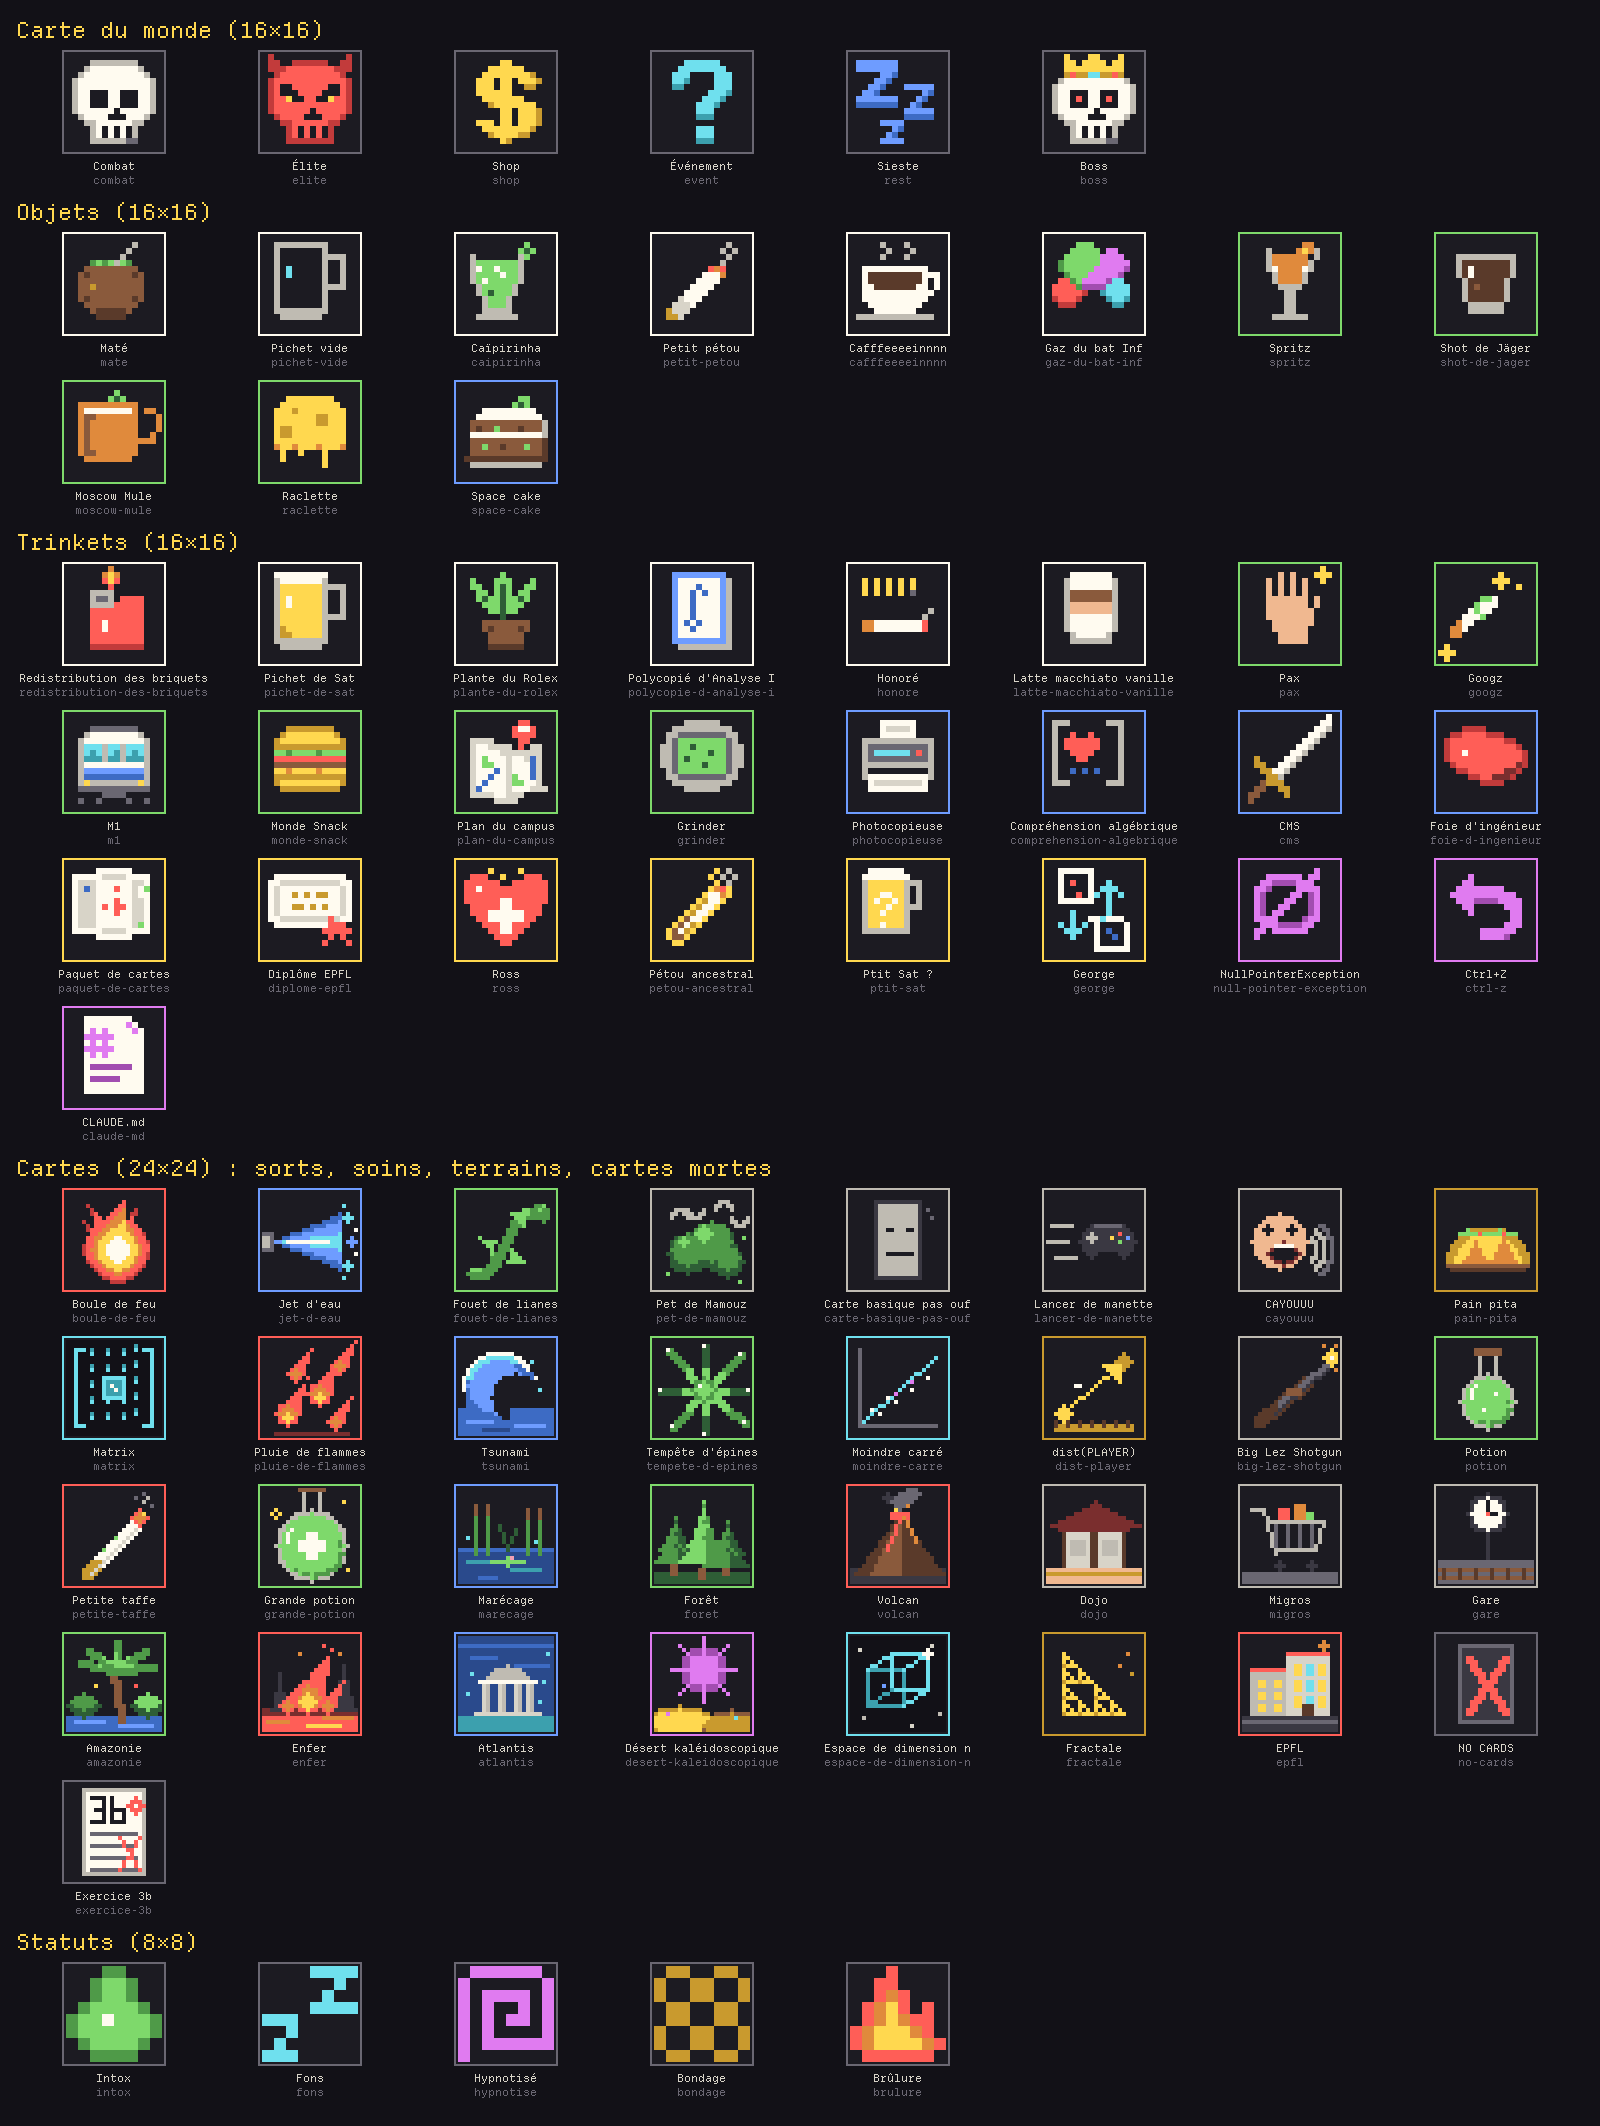 Carte du monde (16×16)
Combat Élite Shop Événement Sieste Boss
combat elite shop event rest boss
Objets (16×16)
Maté Pichet vide Caïpirinha Petit pétou Cafffeeeeinnnn Gaz du bat Inf Spritz Shot de Jäger
mate pichet-vide caipirinha petit-petou cafffeeeeinnnn gaz-du-bat-inf spritz shot-de-jager
Moscow Mule Raclette Space cake
moscow-mule raclette space-cake
Trinkets (16×16)
Redistribution des briquets Pichet de Sat Plante du Rolex Polycopié d'Analyse I Honoré Latte macchiato vanille Pax Googz
redistribution-des-briquets pichet-de-sat plante-du-rolex polycopie-d-analyse-i honore latte-macchiato-vanille pax googz
M1 Monde Snack Plan du campus Grinder Photocopieuse Compréhension algébrique CMS Foie d'ingénieur
m1 monde-snack plan-du-campus grinder photocopieuse comprehension-algebrique cms foie-d-ingenieur
Paquet de cartes Diplôme EPFL Ross Pétou ancestral Ptit Sat ? George NullPointerException Ctrl+Z
paquet-de-cartes diplome-epfl ross petou-ancestral ptit-sat george null-pointer-exception ctrl-z
#
CLAUDE.md
claude-md
Cartes (24×24) : sorts, soins, terrains, cartes mortes
Boule de feu Jet d'eau Fouet de lianes Pet de Mamouz Carte basique pas ouf Lancer de manette CAYOUUU Pain pita
boule-de-feu jet-d-eau fouet-de-lianes pet-de-mamouz carte-basique-pas-ouf lancer-de-manette cayouuu pain-pita
Matrix Pluie de flammes Tsunami Tempête d'épines Moindre carré dist(PLAYER) Big Lez Shotgun Potion
matrix pluie-de-flammes tsunami tempete-d-epines moindre-carre dist-player big-lez-shotgun potion
Petite taffe Grande potion Marécage Forêt Volcan Dojo Migros Gare
petite-taffe grande-potion marecage foret volcan dojo migros gare
Amazonie Enfer Atlantis Désert kaléidoscopique Espace de dimension n Fractale EPFL NO CARDS
amazonie enfer atlantis desert-kaleidoscopique espace-de-dimension-n fractale epfl no-cards
3b
Exercice 3b
exercice-3b
Statuts (8×8)
Intox Fons Hypnotisé Bondage Brûlure
intox fons hypnotise bondage brulure